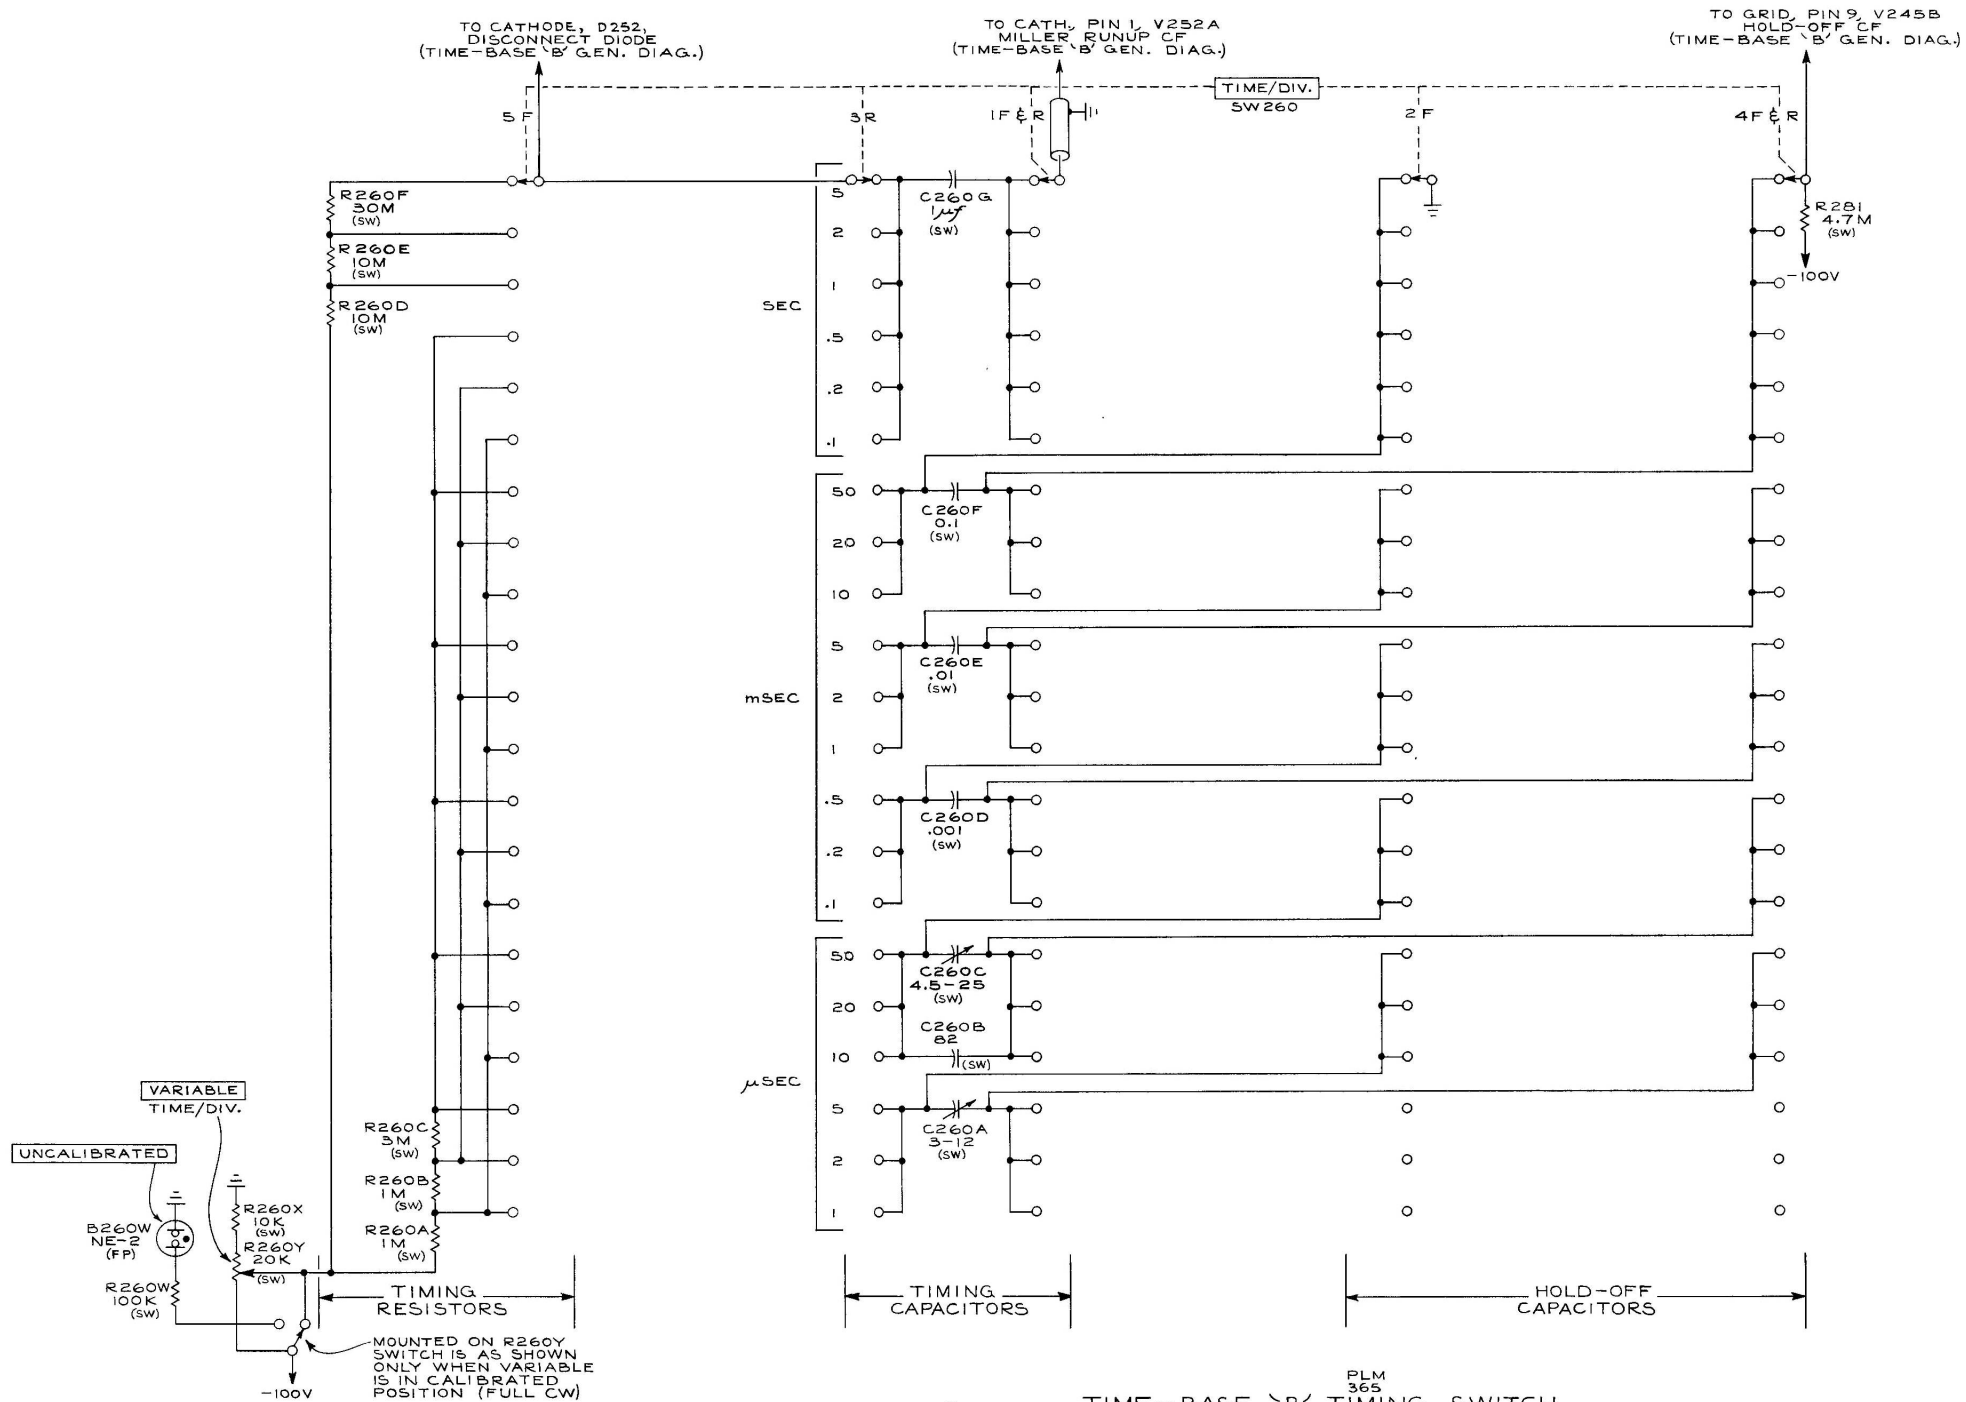 TO CATHODE, D252,
DISCONNECT DIODE
(TIME-BASE 'B' GEN. DIAG.)
TO CATH., PIN 1, V252A
MILLER RUNUP CF
(TIME-BASE 'B' GEN. DIAG.)
TO GRID, PIN 9, V245B
HOLD-OFF CF
(TIME-BASE 'B' GEN. DIAG.)
TIME/DIV.
SW260
5F
3R
1F & R
2F
4F & R
R260F
30M
(SW)
R260E
10M
(SW)
R260D
10M
(SW)
SEC
5
2
1
.5
.2
.1
C260G
1μf
(SW)
R281
4.7M
(SW)
-100V
mSEC
50
20
10
5
2
1
.5
.2
.1
C260F
0.1
(SW)
C260E
.01
(SW)
C260D
.001
(SW)
μSEC
50
20
10
5
2
1
C260C
4.5-25
(SW)
C260B
82
(SW)
C260A
3-12
(SW)
VARIABLE
TIME/DIV.
UNCALIBRATED
B260W
NE-2
(FP)
R260W
100K
(SW)
R260X
10K
(SW)
R260Y
20K
(SW)
R260C
3M
(SW)
R260B
1M
(SW)
R260A
1M
(SW)
-100V
MOUNTED ON R260Y
SWITCH IS AS SHOWN
ONLY WHEN VARIABLE
IS IN CALIBRATED
POSITION (FULL CW)
TIMING
RESISTORS
TIMING
CAPACITORS
HOLD-OFF
CAPACITORS
PLM
365
TIME-BASE 'B' TIMING SWITCH